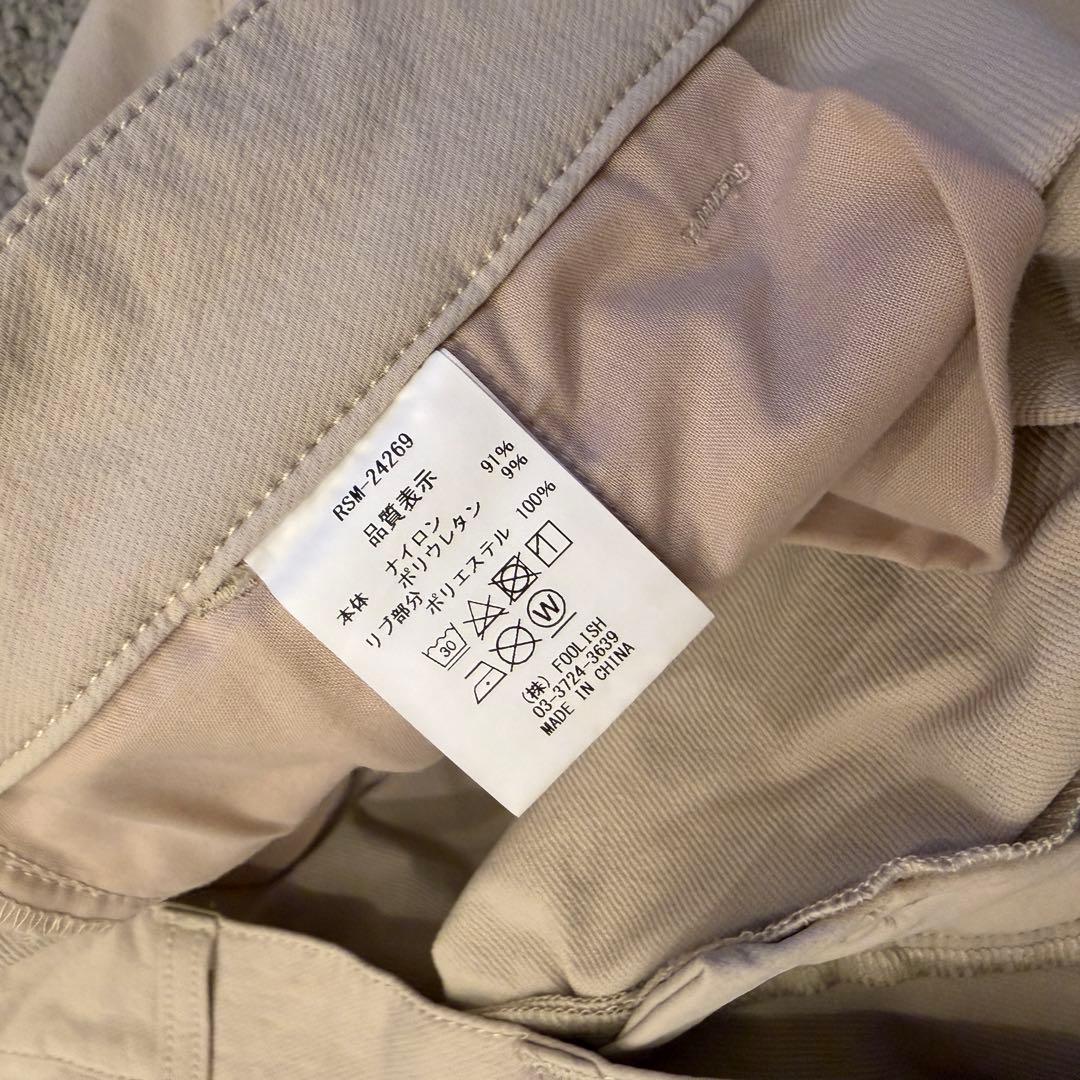 RSM-24269
品質表示
本体 ナイロン 91%
ポリウレタン 9%
リブ部分 ポリエステル 100%
30
W
(株) FOOLISH
03-3724-3639
MADE IN CHINA